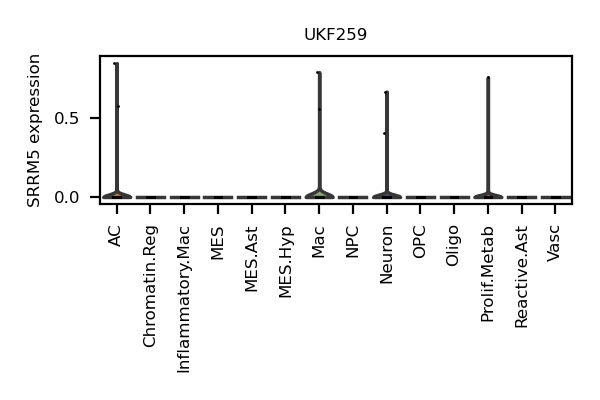 UKF259
SRRM5 expression
0.5
0.0
AC
Chromatin.Reg
Inflammatory.Mac
MES
MES.Ast
MES.Hyp
Mac
NPC
Neuron
OPC
Oligo
Prolif.Metab
Reactive.Ast
Vasc